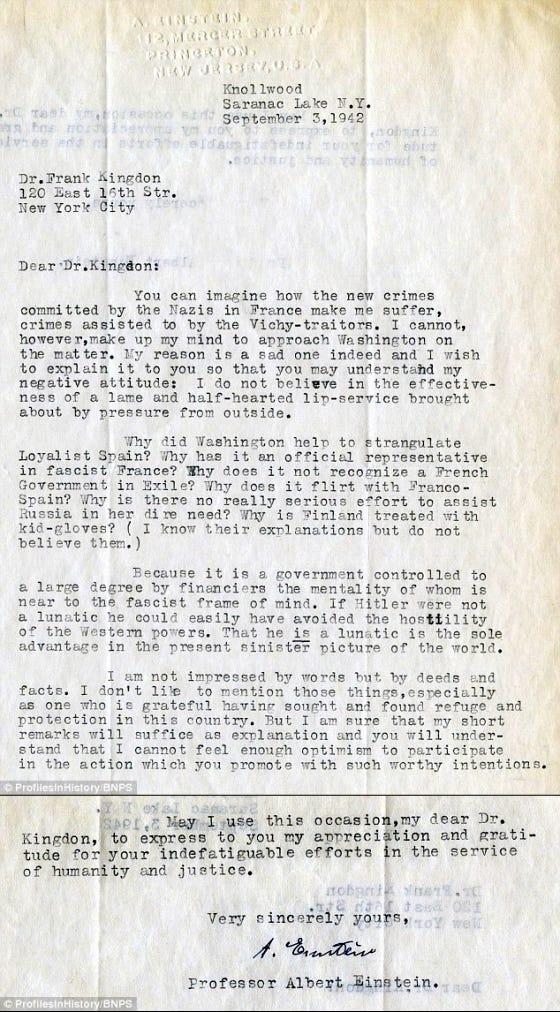 A. EINSTEIN.
112, MERCER STREET
PRINCETON,
NEW JERSEY, U.S.A
Knollwood
Saranac Lake N.Y.
September 3,1942
Dr.Frank Kingdon
120 East 16th Str.
New York City
Dear Dr.Kingdon:
You can imagine how the new crimes
committed by the Nazis in France make me suffer,
crimes assisted to by the Vichy-traitors. I cannot,
however,make up my mind to approach Washington on
the matter. My reason is a sad one indeed and I wish
to explain it to you so that you may understand my
negative attitude: I do not believe in the effective-
ness of a lame and half-hearted lip-service brought
about by pressure from outside.
Why did Washington help to strangulate
Loyalist Spain? Why has it an official representative
in fascist France? Why does it not recognize a French
Government in Exile? Why does it flirt with Franco-
Spain? Why is there no really serious effort to assist
Russia in her dire need? Why is Finland treated with
kid-gloves? ( I know their explanations but do not
believe them.)
Because it is a government controlled to
a large degree by financiers the mentality of whom is
near to the fascist frame of mind. If Hitler were not
a lunatic he could easily have avoided the hostility
of the Western powers. That he is a lunatic is the sole
advantage in the present sinister picture of the world.
I am not impressed by words but by deeds and
facts. I don't like to mention those things,especially
as one who is grateful having sought and found refuge and
protection in this country. But I am sure that my short
remarks will suffice as explanation and you will under-
stand that I cannot feel enough optimism to participate
in the action which you promote with such worthy intentions.
© ProfilesInHistory/BNPS
May I use this occasion,my dear Dr.
Kingdon, to express to you my appreciation and grati-
tude for your indefatiguable efforts in the service
of humanity and justice.
Very sincerely yours,
A. Einstein
Professor Albert Einstein.
© ProfilesInHistory/BNPS